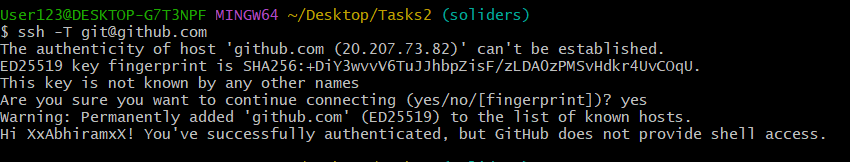 User123@DESKTOP-G7T3NPF MINGW64 ~/Desktop/Tasks2 (soliders)
$ ssh -T git@github.com
The authenticity of host 'github.com (20.207.73.82)' can't be established.
ED25519 key fingerprint is SHA256:+DiY3wvvV6TuJJhbpZisF/zLDA0zPMSvHdkr4UvCOqU.
This key is not known by any other names
Are you sure you want to continue connecting (yes/no/[fingerprint])? yes
Warning: Permanently added 'github.com' (ED25519) to the list of known hosts.
Hi XxAbhiramxX! You've successfully authenticated, but GitHub does not provide shell access.